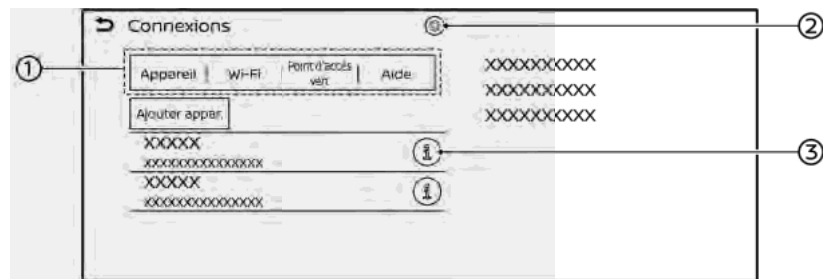 Connexions
2
1
Appareil Wi-Fi Point d'accès vert Aide
XXXXXXXXXX
XXXXXXXXXX
XXXXXXXXXX
Ajouter appar.
XXXXX
XXXXXXXXXXXXXXX
3
XXXXX
XXXXXXXXXXXXXXX